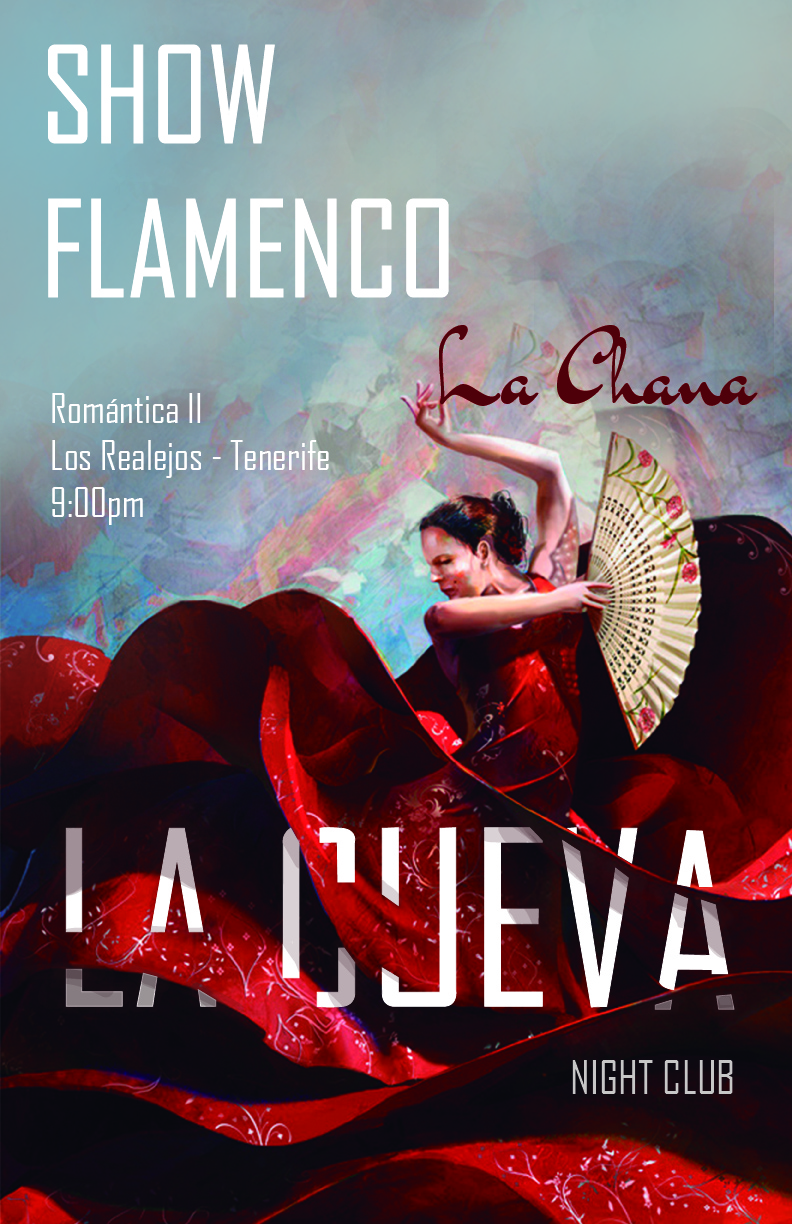 SHOW
FLAMENCO
La Chana
Romántica II
Los Realejos - Tenerife
9:00pm
LA CUEVA
NIGHT CLUB